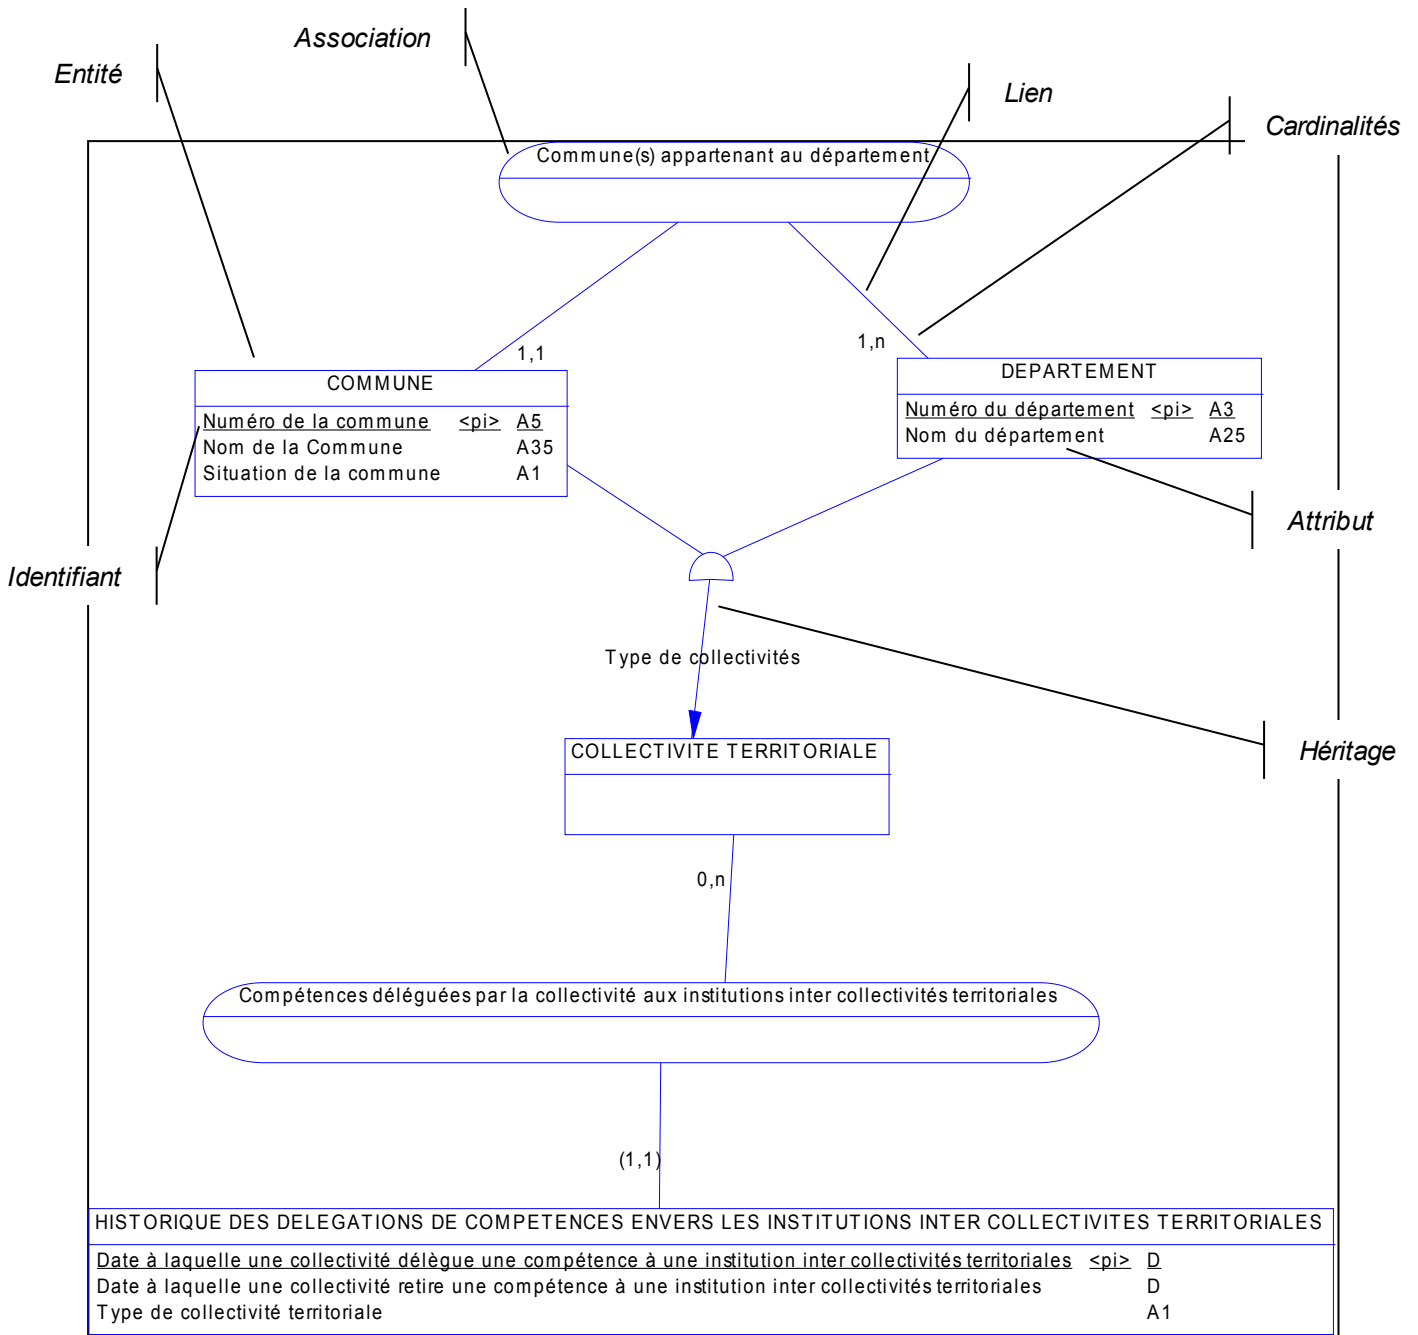 Association
Entité
Lien
Cardinalités
Commune(s) appartenant au département
1,1
1,n
COMMUNE
Numéro de la commune <pi> A5
Nom de la Commune A35
Situation de la commune A1
DEPARTEMENT
Numéro du département <pi> A3
Nom du département A25
Attribut
Identifiant
Type de collectivités
Héritage
COLLECTIVITE TERRITORIALE
0,n
Compétences déléguées par la collectivité aux institutions inter collectivités territoriales
(1,1)
HISTORIQUE DES DELEGATIONS DE COMPETENCES ENVERS LES INSTITUTIONS INTER COLLECTIVITES TERRITORIALES
Date à laquelle une collectivité délègue une compétence à une institution inter collectivités territoriales <pi> D
Date à laquelle une collectivité retire une compétence à une institution inter collectivités territoriales D
Type de collectivité territoriale A1